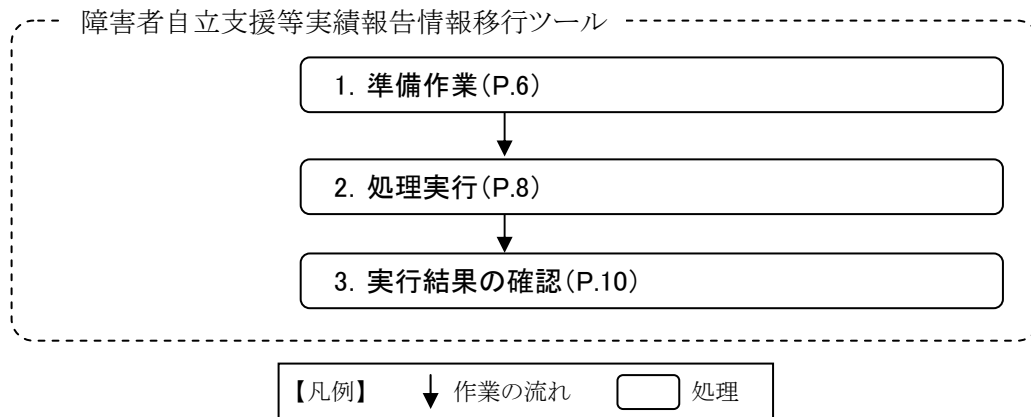 障害者自立支援等実績報告情報移行ツール
1. 準備作業(P.6)
2. 処理実行(P.8)
3. 実行結果の確認(P.10)
【凡例】 作業の流れ 処理